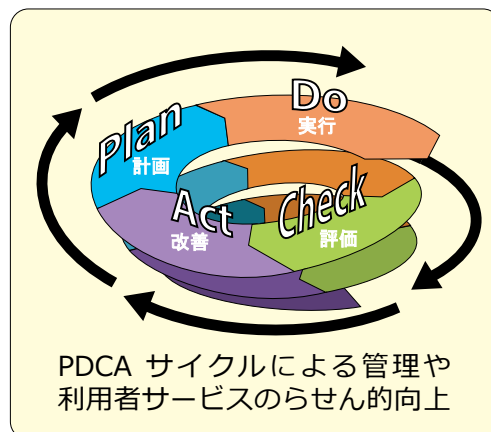 Plan
計画
Do
実行
Check
評価
Act
改善
PDCA サイクルによる管理や
利用者サービスのらせん的向上